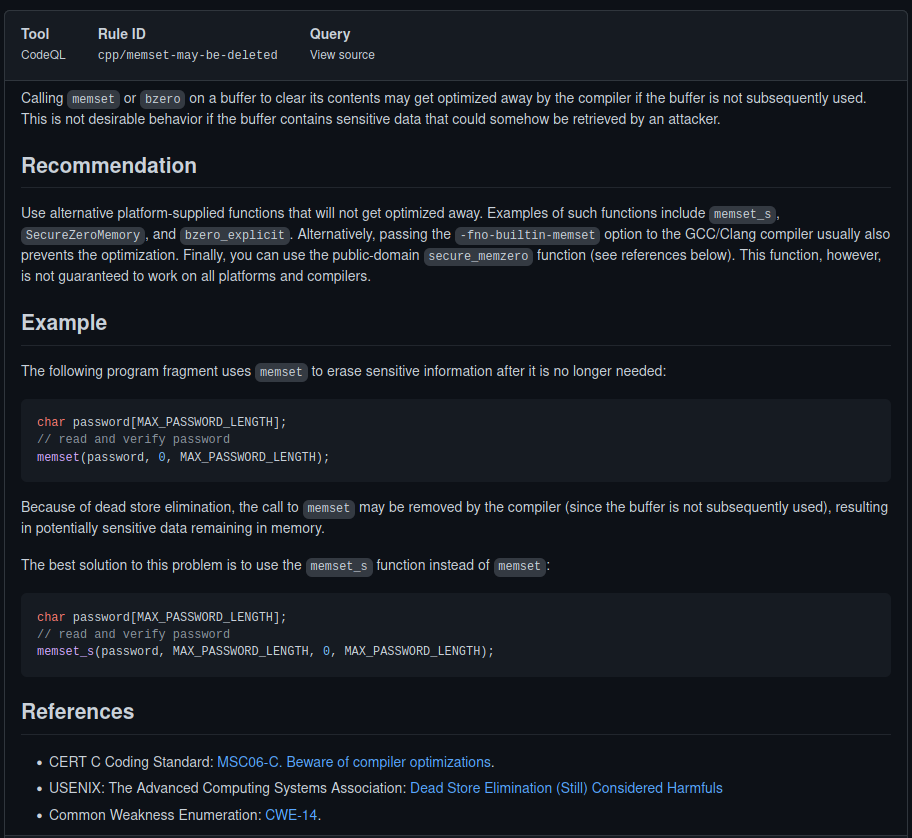 Tool Rule ID Query
CodeQL cpp/memset-may-be-deleted View source
Calling memset or bzero on a buffer to clear its contents may get optimized away by the compiler if the buffer is not subsequently used.
This is not desirable behavior if the buffer contains sensitive data that could somehow be retrieved by an attacker.
Recommendation
Use alternative platform-supplied functions that will not get optimized away. Examples of such functions include memset_s,
SecureZeroMemory, and bzero_explicit. Alternatively, passing the -fno-builtin-memset option to the GCC/Clang compiler usually also
prevents the optimization. Finally, you can use the public-domain secure_memzero function (see references below). This function, however,
is not guaranteed to work on all platforms and compilers.
Example
The following program fragment uses memset to erase sensitive information after it is no longer needed:
char password[MAX_PASSWORD_LENGTH];
// read and verify password
memset(password, 0, MAX_PASSWORD_LENGTH);
Because of dead store elimination, the call to memset may be removed by the compiler (since the buffer is not subsequently used), resulting
in potentially sensitive data remaining in memory.
The best solution to this problem is to use the memset_s function instead of memset:
char password[MAX_PASSWORD_LENGTH];
// read and verify password
memset_s(password, MAX_PASSWORD_LENGTH, 0, MAX_PASSWORD_LENGTH);
References
• CERT C Coding Standard: MSC06-C. Beware of compiler optimizations.
• USENIX: The Advanced Computing Systems Association: Dead Store Elimination (Still) Considered Harmfuls
• Common Weakness Enumeration: CWE-14.